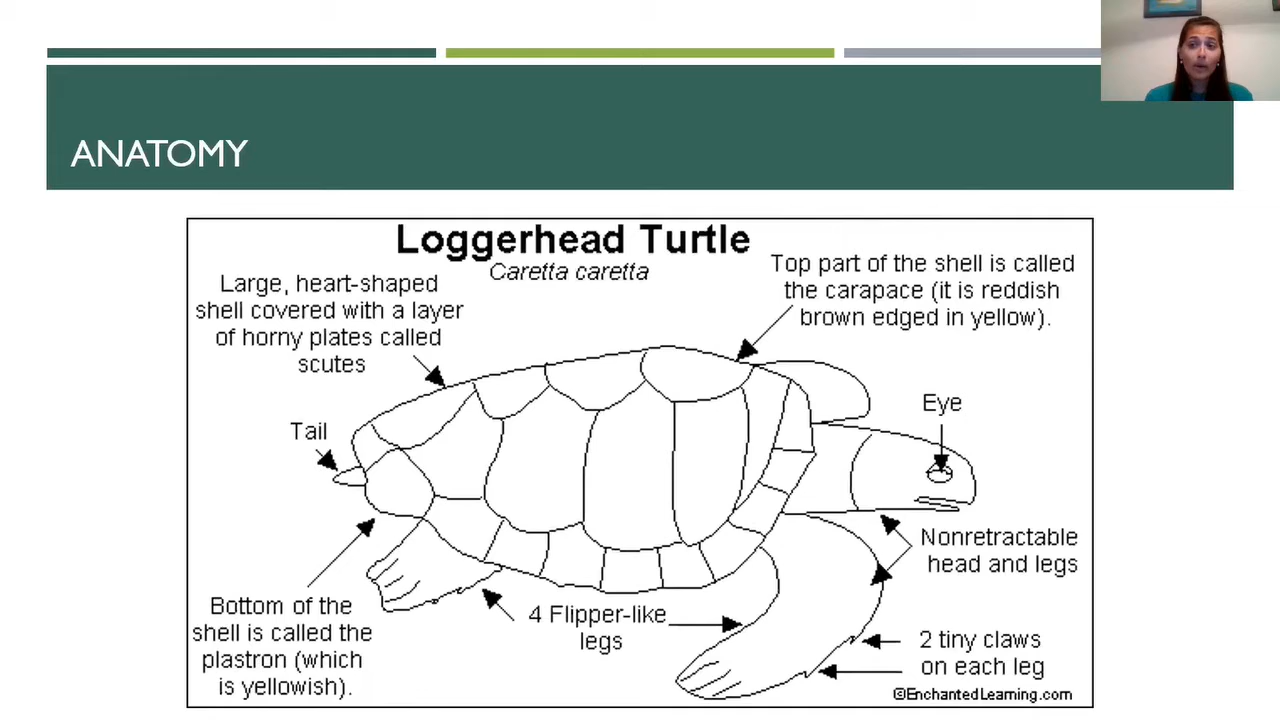 ANATOMY
Loggerhead Turtle
Caretta caretta
Large, heart-shaped
shell covered with a layer
of horny plates called
scutes
Top part of the shell is called
the carapace (it is reddish
brown edged in yellow).
Eye
Tail
Nonretractable
head and legs
Bottom of the
shell is called the
plastron (which
is yellowish).
4 Flipper-like
legs
2 tiny claws
on each leg
©EnchantedLearning.com